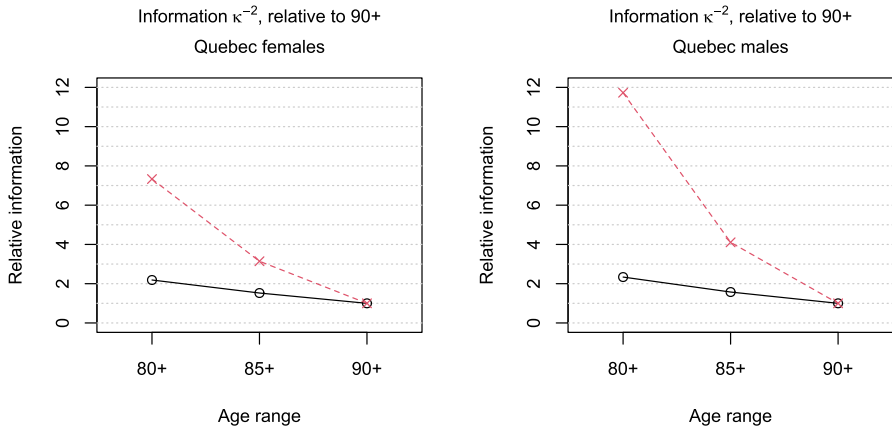 Information κ⁻², relative to 90+
Quebec females
Relative information
12
10
8
6
4
2
0
80+
85+
90+
Age range
Information κ⁻², relative to 90+
Quebec males
Relative information
12
10
8
6
4
2
0
80+
85+
90+
Age range